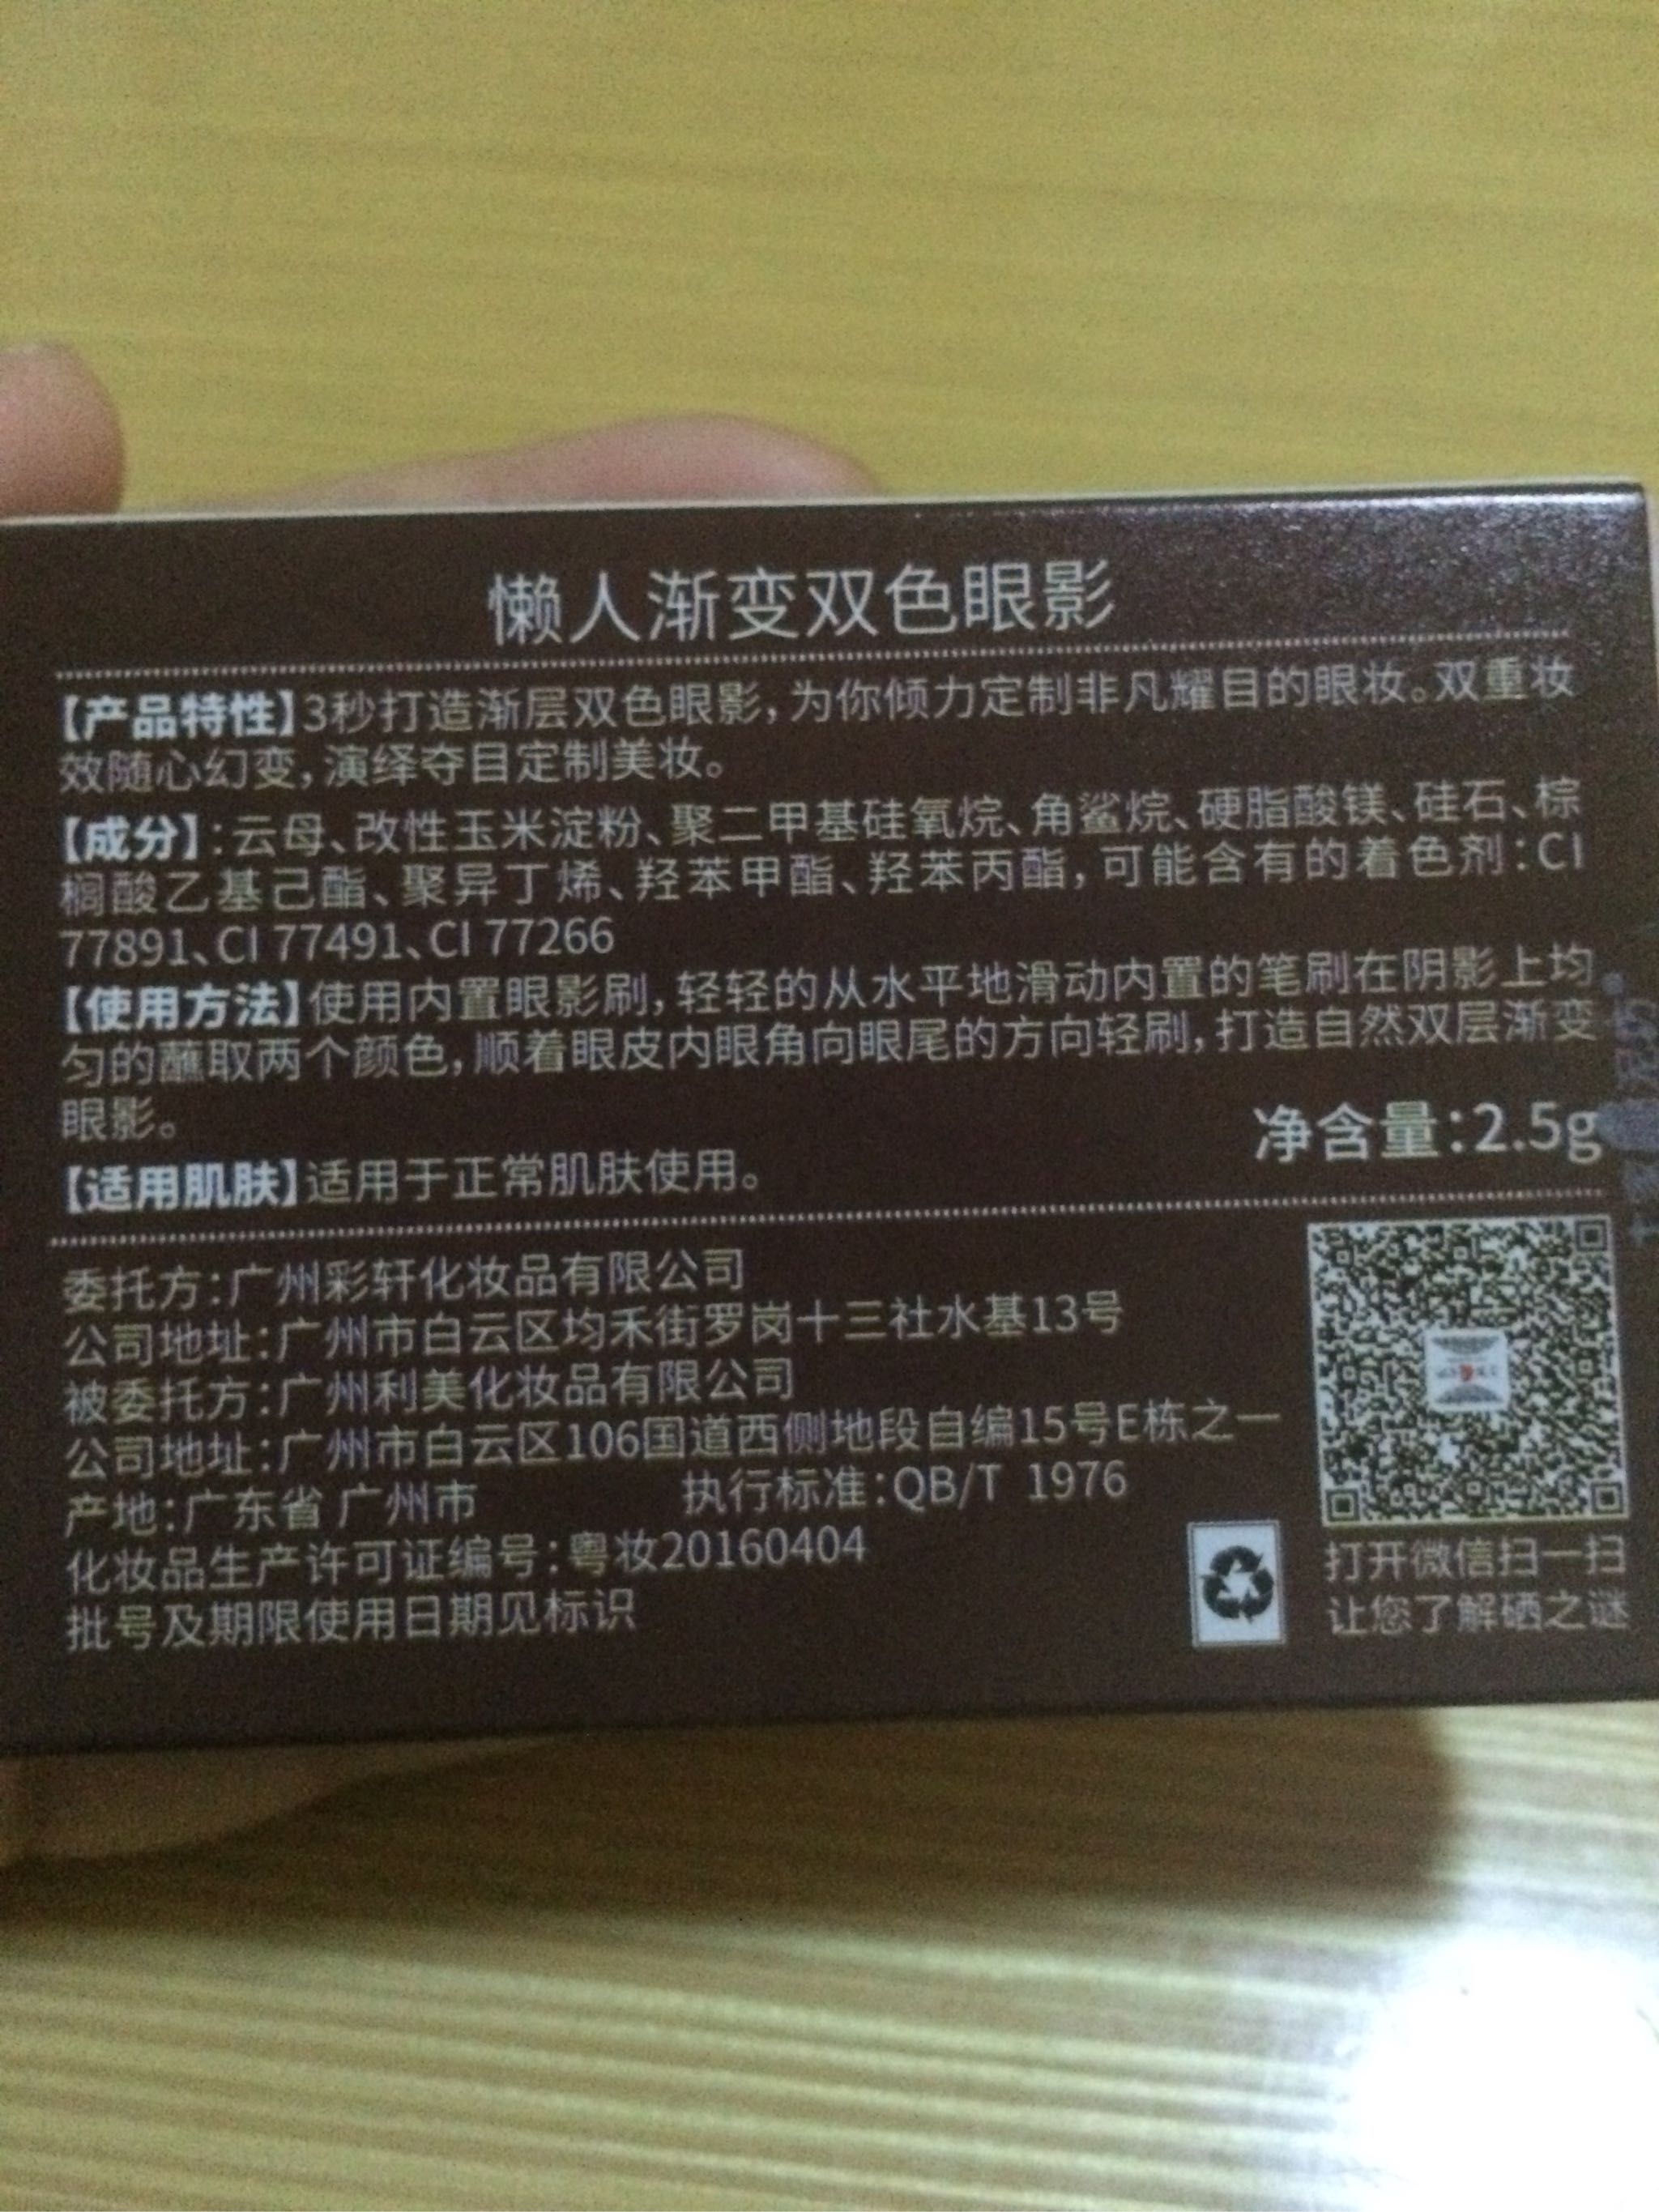 懒人渐变双色眼影
【产品特性】3秒打造渐层双色眼影，为你倾力定制非凡耀目的眼妆。双重妆
效随心幻变，演绎夺目定制美妆。
【成分】：云母、改性玉米淀粉、聚二甲基硅氧烷、角鲨烷、硬脂酸镁、硅石、棕
榈酸乙基己酯、聚异丁烯、羟苯甲酯、羟苯丙酯，可能含有的着色剂：CI
77891、CI 77491、CI 77266
【使用方法】使用内置眼影刷，轻轻的从水平地滑动内置的笔刷在阴影上均
匀的蘸取两个颜色，顺着眼皮内眼角向眼尾的方向轻刷，打造自然双层渐变
眼影。
净含量：2.5g
【适用肌肤】适用于正常肌肤使用。
委托方：广州彩轩化妆品有限公司
公司地址：广州市白云区均禾街罗岗十三社水基13号
被委托方：广州利美化妆品有限公司
公司地址：广州市白云区106国道西侧地段自编15号E栋之一
产地：广东省 广州市 执行标准：QB/T 1976
化妆品生产许可证编号：粤妆20160404
批号及期限使用日期见标识
打开微信扫一扫
让您了解硒之谜